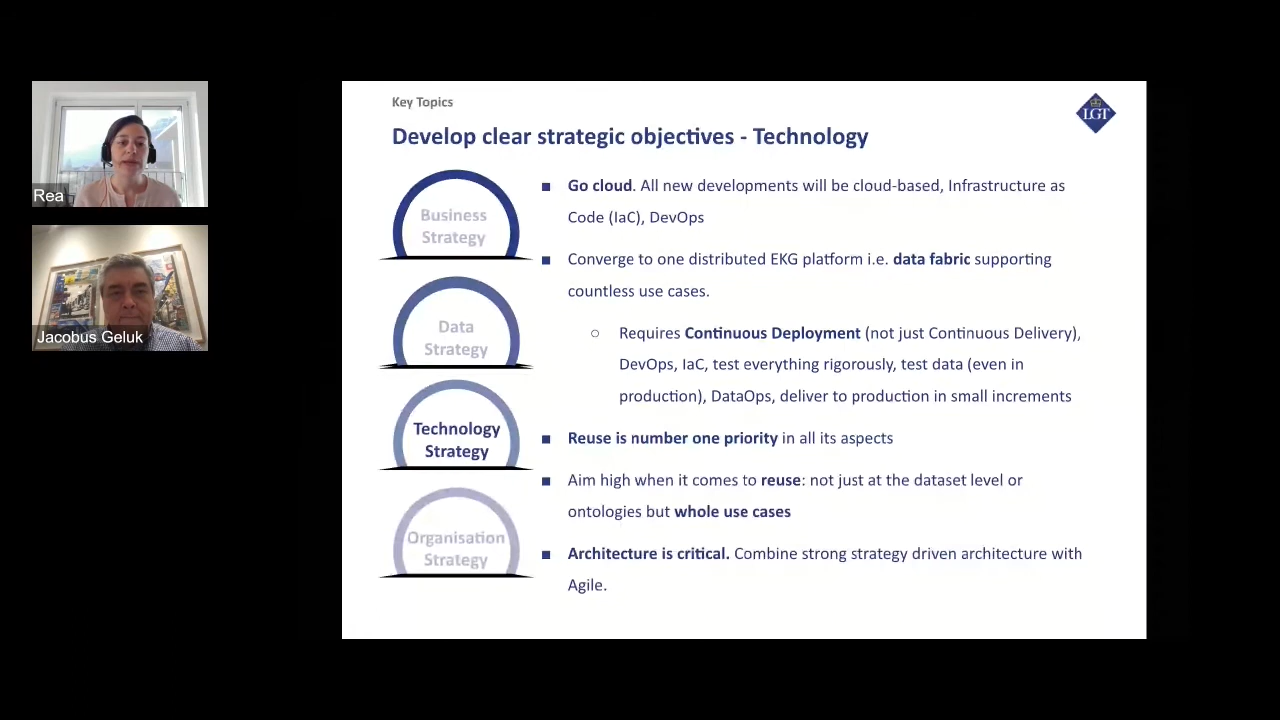 Rea
Jacobus Geluk
Key Topics
LGT
Develop clear strategic objectives - Technology
Business
Strategy
Data
Strategy
Technology
Strategy
Organisation
Strategy
■ Go cloud. All new developments will be cloud-based, Infrastructure as
Code (IaC), DevOps
■ Converge to one distributed EKG platform i.e. data fabric supporting
countless use cases.
○ Requires Continuous Deployment (not just Continuous Delivery),
DevOps, IaC, test everything rigorously, test data (even in
production), DataOps, deliver to production in small increments
■ Reuse is number one priority in all its aspects
■ Aim high when it comes to reuse: not just at the dataset level or
ontologies but whole use cases
■ Architecture is critical. Combine strong strategy driven architecture with
Agile.